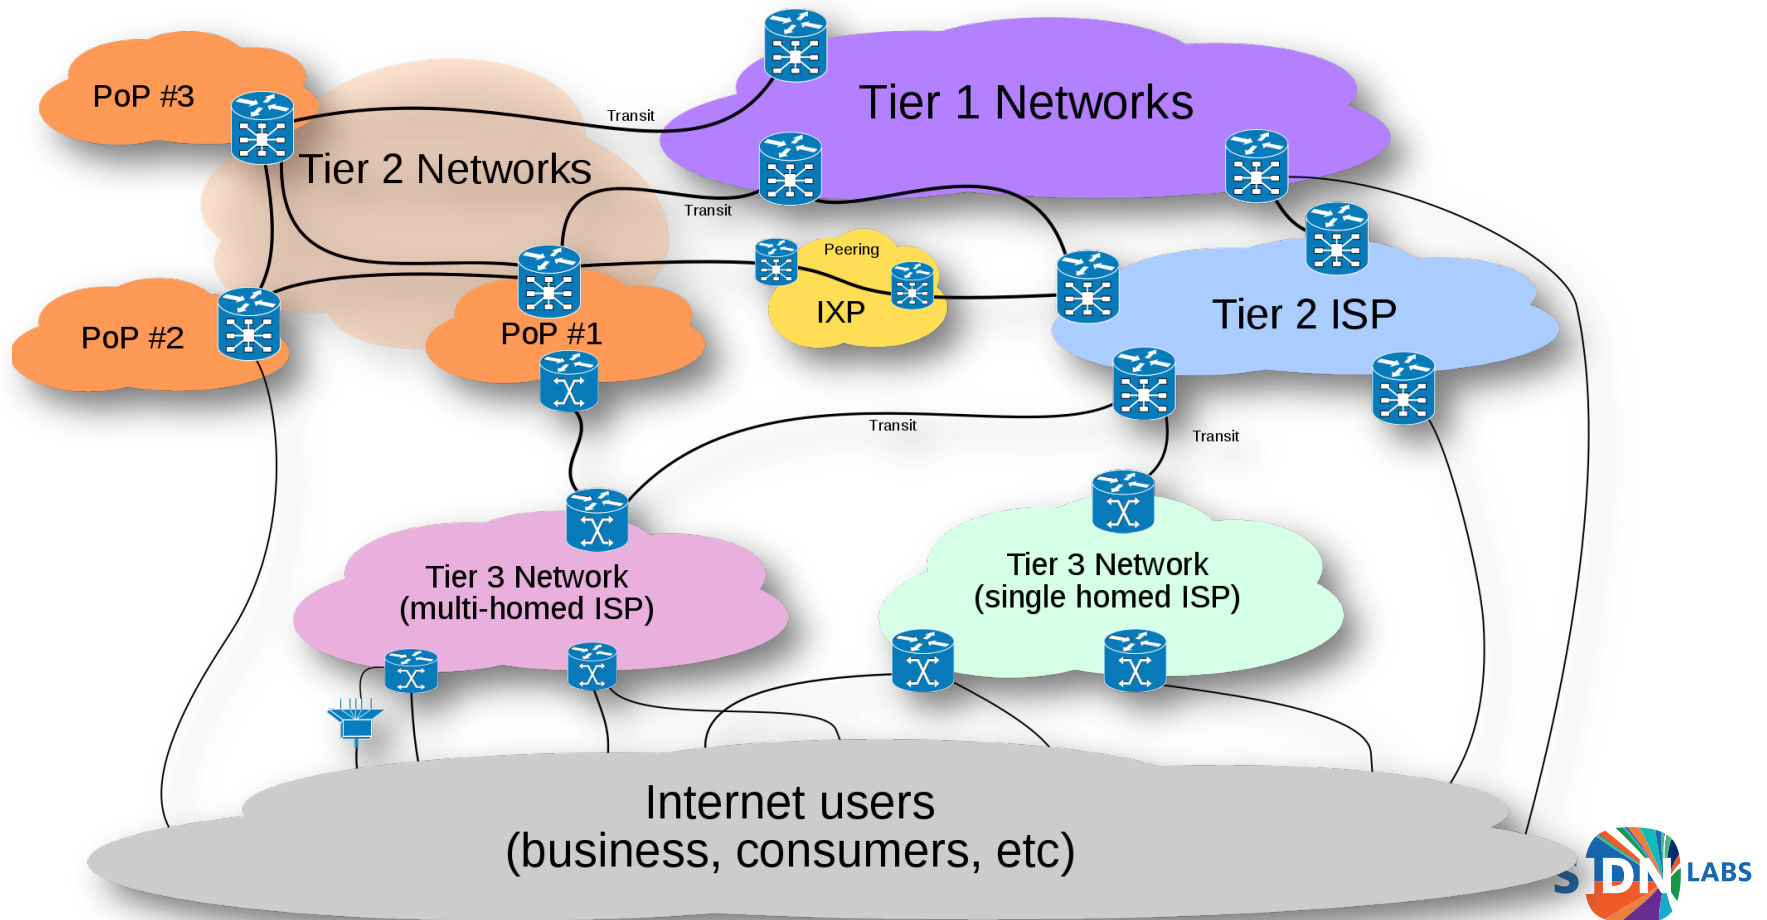 PoP #3
Tier 1 Networks
Transit
Tier 2 Networks
Transit
Peering
IXP
Tier 2 ISP
PoP #2
PoP #1
Transit
Transit
Tier 3 Network
(multi-homed ISP)
Tier 3 Network
(single homed ISP)
Internet users
(business, consumers, etc)
SIDN LABS